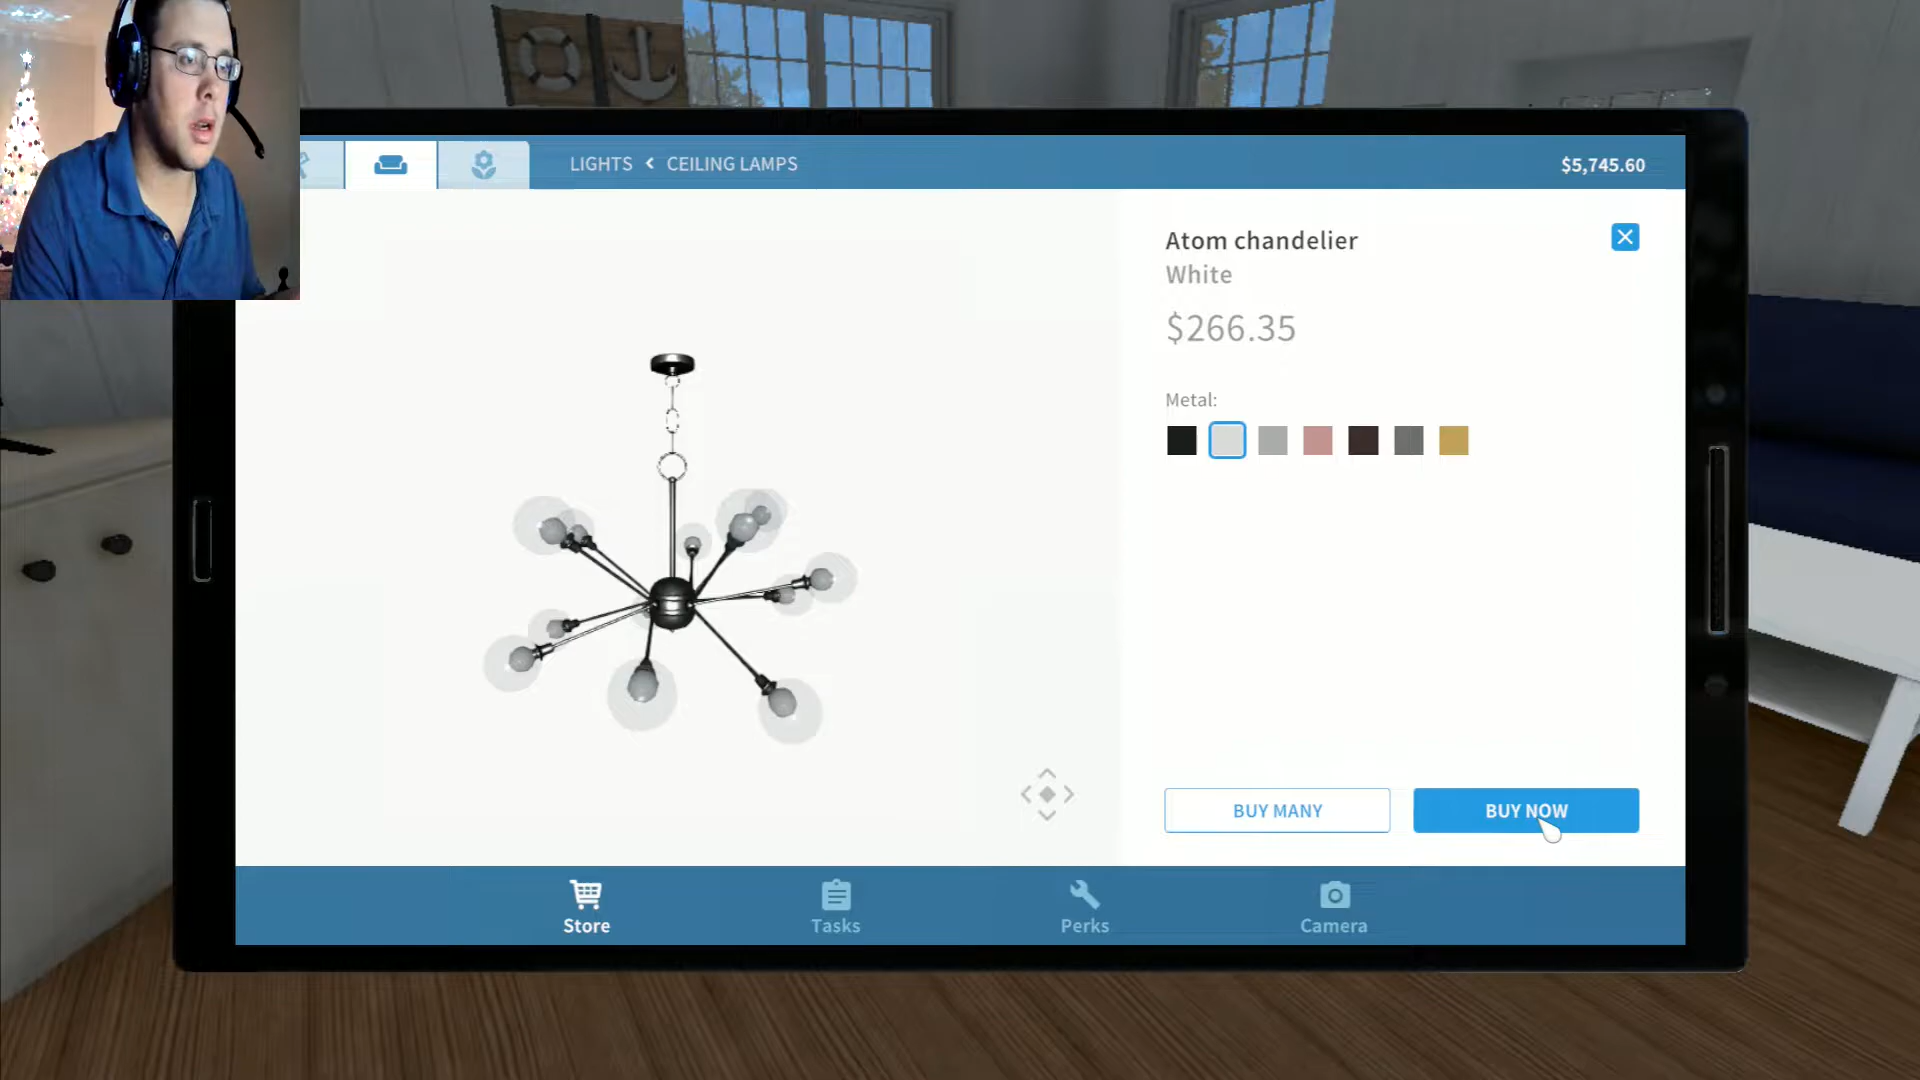 LIGHTS < CEILING LAMPS
$5,745.60
Atom chandelier
White
$266.35
Metal:
BUY MANY
BUY NOW
Store
Tasks
Perks
Camera